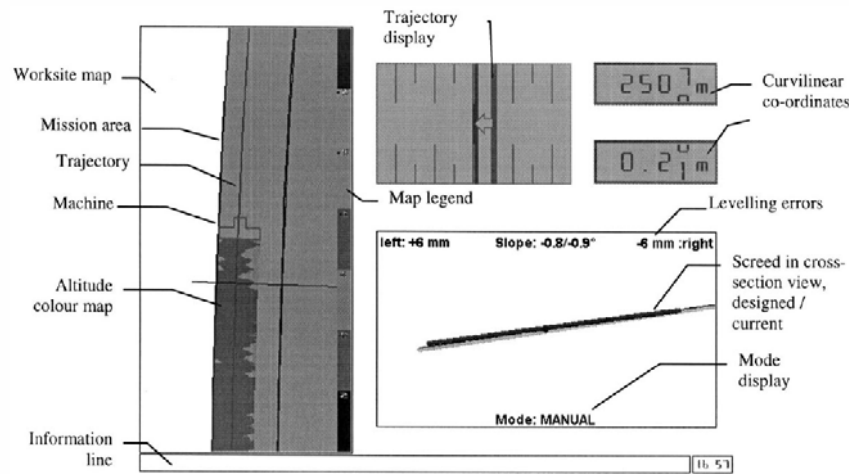 Worksite map
Mission area
Trajectory
Machine
Altitude
colour map
Information
line
Map legend
Trajectory
display
Curvilinear
co-ordinates
Levelling errors
left: +6 mm Slope: -0.8/-0.9° -6 mm :right
Screed in cross-
section view,
designed /
current
Mode
display
Mode: MANUAL
16 57